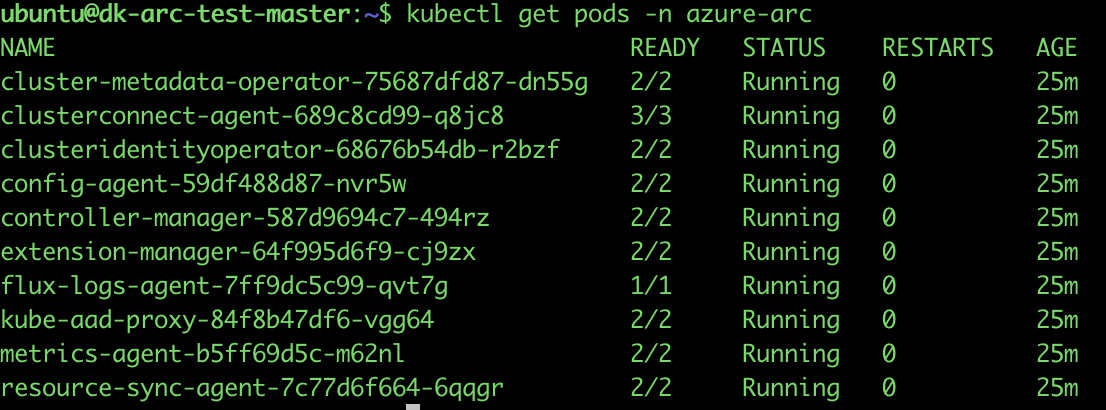 ubuntu@dk-arc-test-master:~$ kubectl get pods -n azure-arc
NAME READY STATUS RESTARTS AGE
cluster-metadata-operator-75687dfd87-dn55g 2/2 Running 0 25m
clusterconnect-agent-689c8cd99-q8jc8 3/3 Running 0 25m
clusteridentityoperator-68676b54db-r2bzf 2/2 Running 0 25m
config-agent-59df488d87-nvr5w 2/2 Running 0 25m
controller-manager-587d9694c7-494rz 2/2 Running 0 25m
extension-manager-64f995d6f9-cj9zx 2/2 Running 0 25m
flux-logs-agent-7ff9dc5c99-qvt7g 1/1 Running 0 25m
kube-aad-proxy-84f8b47df6-vgg64 2/2 Running 0 25m
metrics-agent-b5ff69d5c-m62nl 2/2 Running 0 25m
resource-sync-agent-7c77d6f664-6qqgr 2/2 Running 0 25m